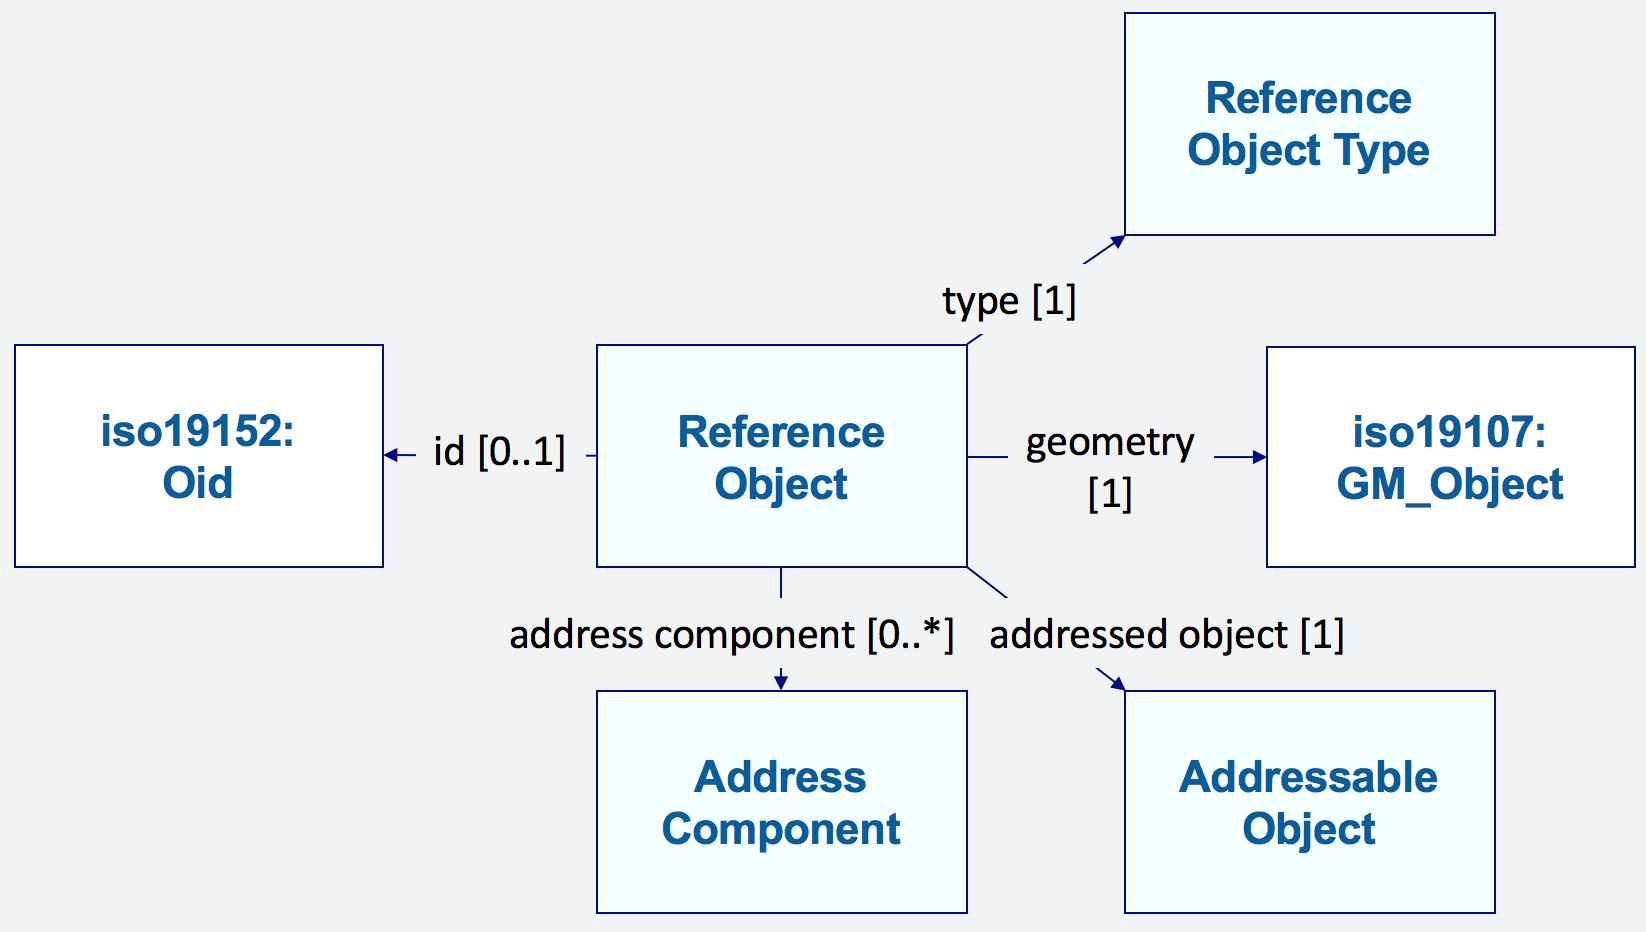 Reference
Object Type
type [1]
iso19152:
Oid
id [0..1]
Reference
Object
geometry
[1]
iso19107:
GM_Object
address component [0..*]
addressed object [1]
Address
Component
Addressable
Object